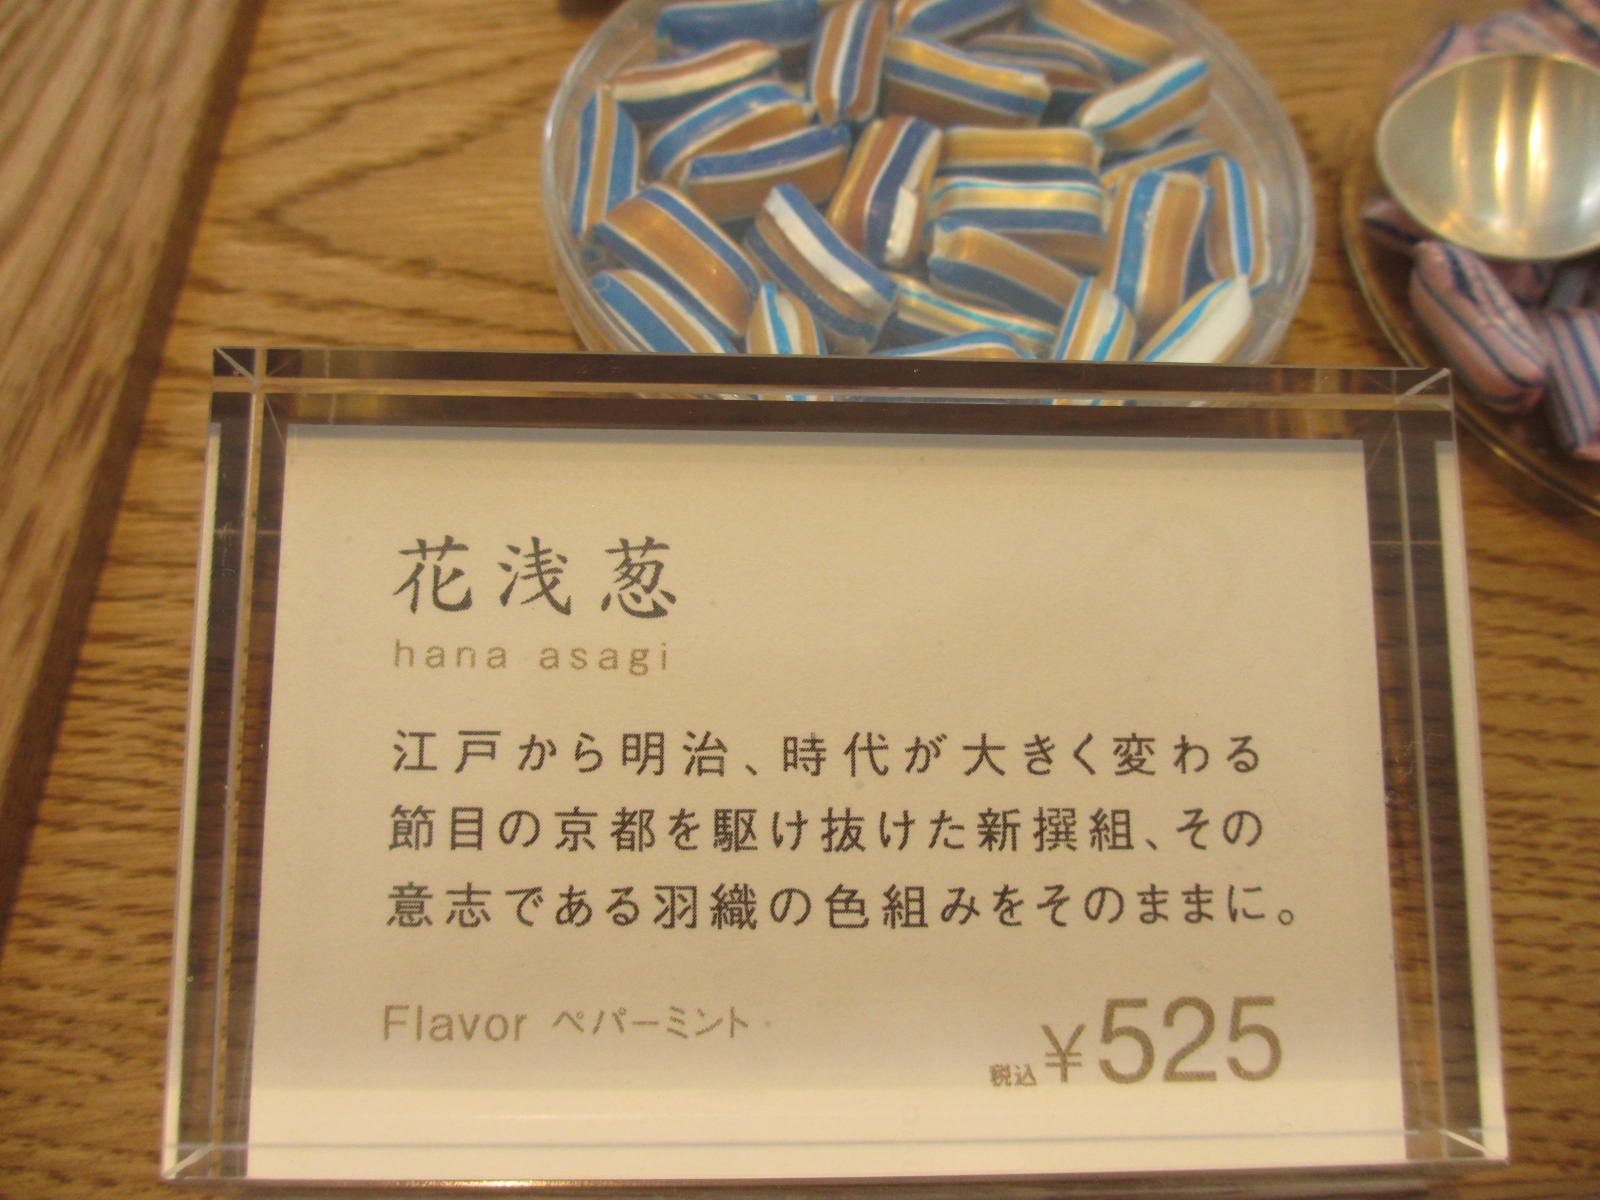 花浅葱
hana asagi
江戸から明治、時代が大きく変わる
節目の京都を駆け抜けた新撰組、その
意志である羽織の色組みをそのままに。
Flavor ペパーミント
税込 ¥525